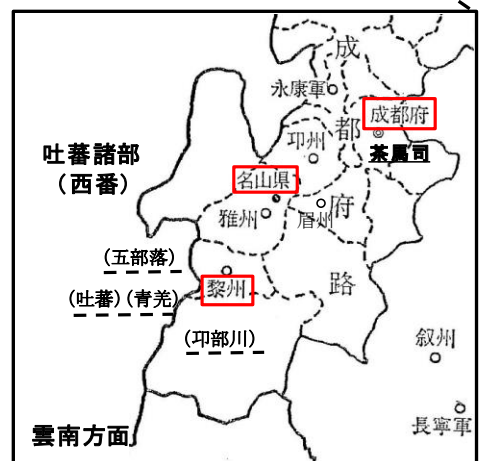 成都府路
永康軍
成都府
茶馬司
邛州
吐蕃諸部
(西番)
名山県
雅州
眉州
(五部落)
黎州
(吐蕃)(青羌)
(邛部川)
叙州
長寧軍
雲南方面